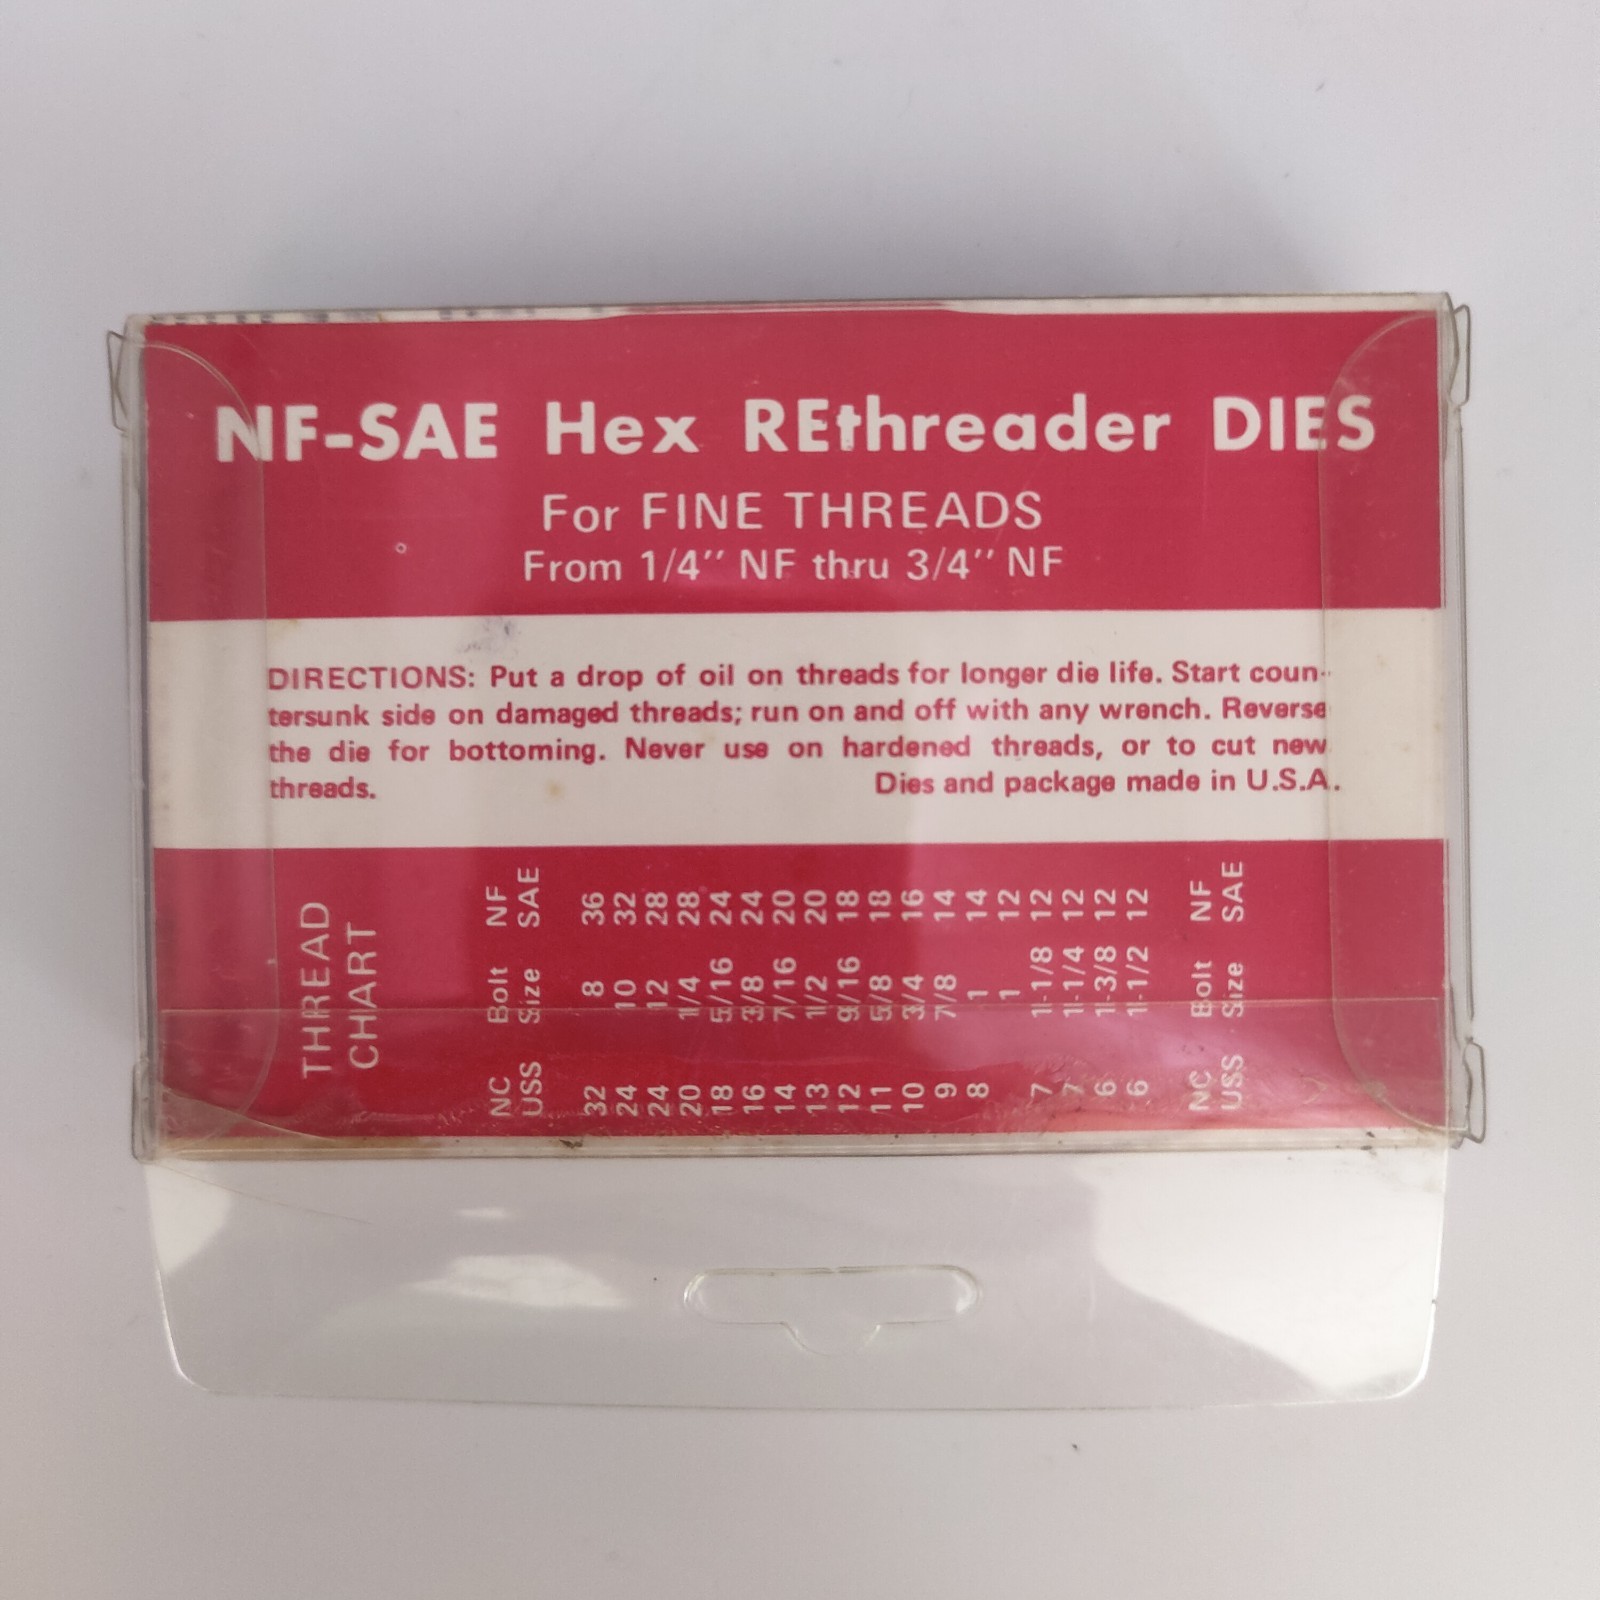 NF-SAE Hex REthreader DIES
For FINE THREADS
From 1/4" NF thru 3/4" NF
DIRECTIONS: Put a drop of oil on threads for longer die life. Start coun-
tersunk side on damaged threads; run on and off with any wrench. Reverse
the die for bottoming. Never use on hardened threads, or to cut new
threads. Dies and package made in U.S.A.
THREAD
CHART
NC Bolt NF
USS Size SAE
32 8 36
24 10 32
24 12 28
20 1/4 28
18 5/16 24
16 3/8 24
14 7/16 20
13 1/2 20
12 9/16 18
11 5/8 18
10 3/4 16
9 7/8 14
8 1 14
1 12
7 1-1/8 12
7 1-1/4 12
6 1-3/8 12
6 1-1/2 12
NC Bolt NF
USS Size SAE